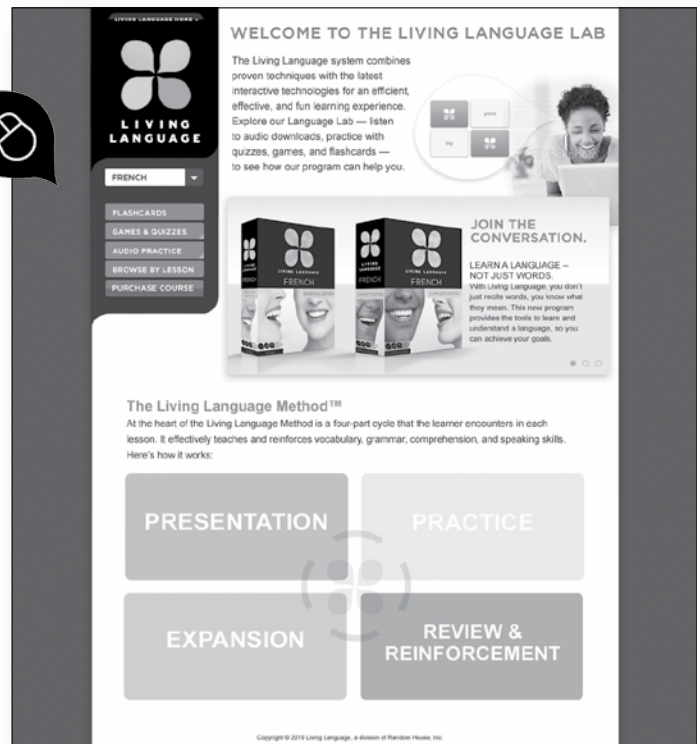 LIVING LANGUAGE HOME >
LIVING
LANGUAGE
FRENCH
FLASHCARDS
GAMES & QUIZZES
AUDIO PRACTICE
BROWSE BY LESSON
PURCHASE COURSE
WELCOME TO THE LIVING LANGUAGE LAB
The Living Language system combines
proven techniques with the latest
interactive technologies for an efficient,
effective, and fun learning experience.
Explore our Language Lab — listen
to audio downloads, practice with
quizzes, games, and flashcards —
to see how our program can help you.
big
LIVING LANGUAGE
FRENCH
LIVING LANGUAGE
FRENCH
LIVING LANGUAGE
FRENCH
JOIN THE
CONVERSATION.
LEARN A LANGUAGE –
NOT JUST WORDS.
With Living Language, you don't
just recite words, you know what
they mean. This new program
provides the tools to learn and
understand a language, so you
can achieve your goals.
The Living Language Method™
At the heart of the Living Language Method is a four-part cycle that the learner encounters in each
lesson. It effectively teaches and reinforces vocabulary, grammar, comprehension, and speaking skills.
Here's how it works:
PRESENTATION
PRACTICE
EXPANSION
REVIEW &
REINFORCEMENT
Copyright © 2010 Living Language, a division of Random House, Inc.